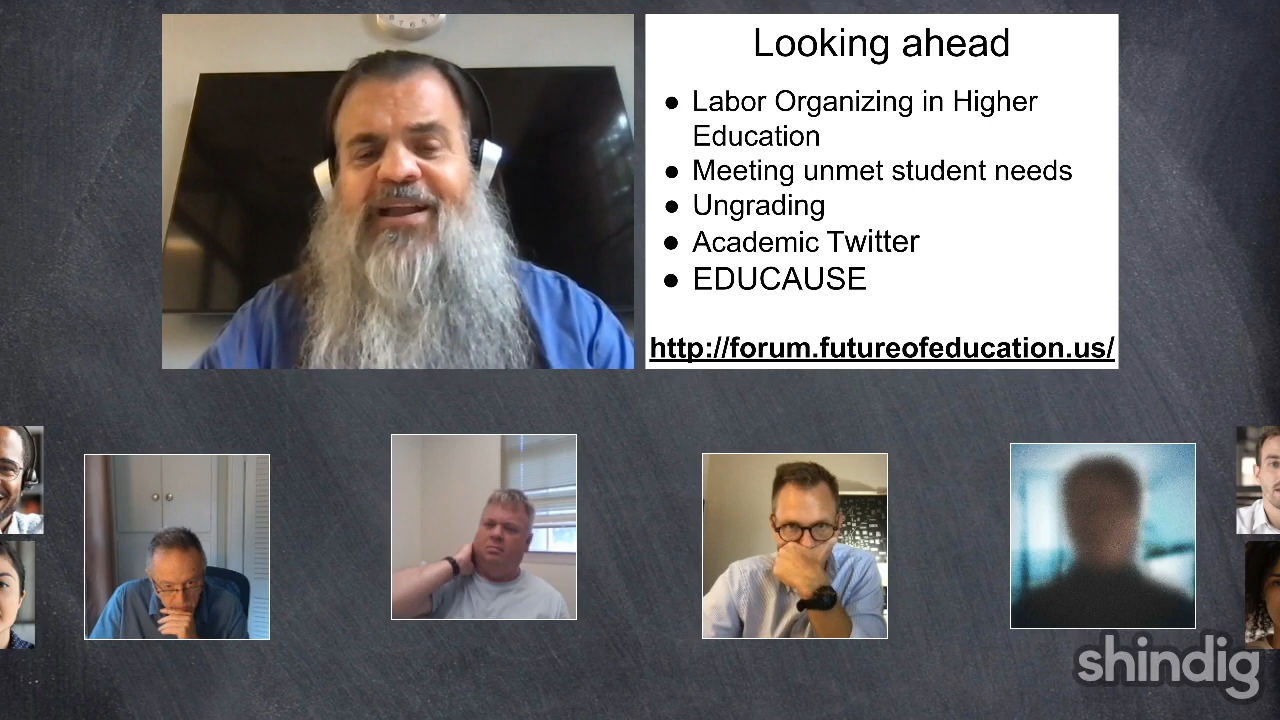 Looking ahead
● Labor Organizing in Higher
Education
● Meeting unmet student needs
● Ungrading
● Academic Twitter
● EDUCAUSE
http://forum.futureofeducation.us/
shindig